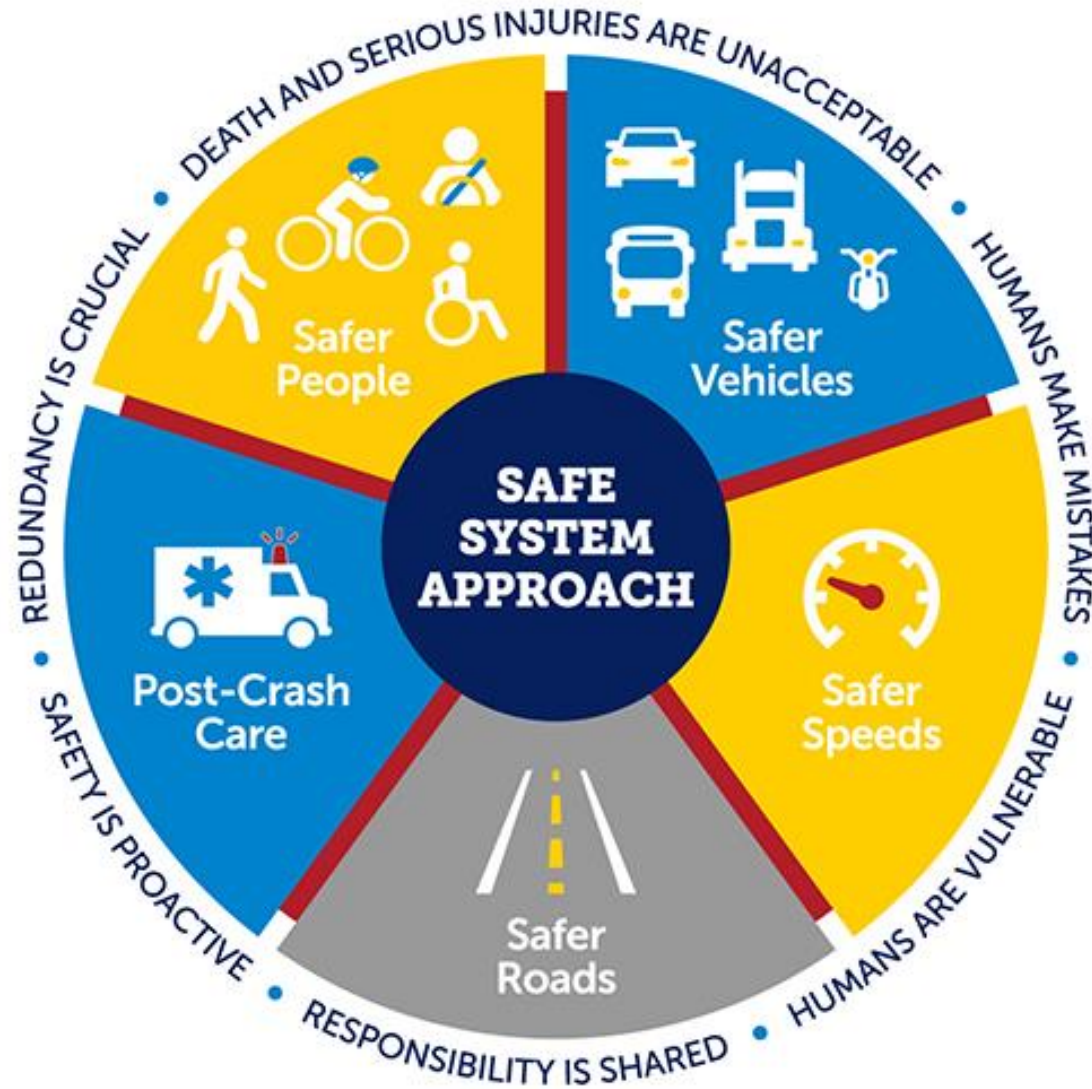 DEATH AND SERIOUS INJURIES ARE UNACCEPTABLE
HUMANS MAKE MISTAKES
HUMANS ARE VULNERABLE
RESPONSIBILITY IS SHARED
SAFETY IS PROACTIVE
REDUNDANCY IS CRUCIAL
Safer
People
Safer
Vehicles
SAFE
SYSTEM
APPROACH
Post-Crash
Care
Safer
Speeds
Safer
Roads